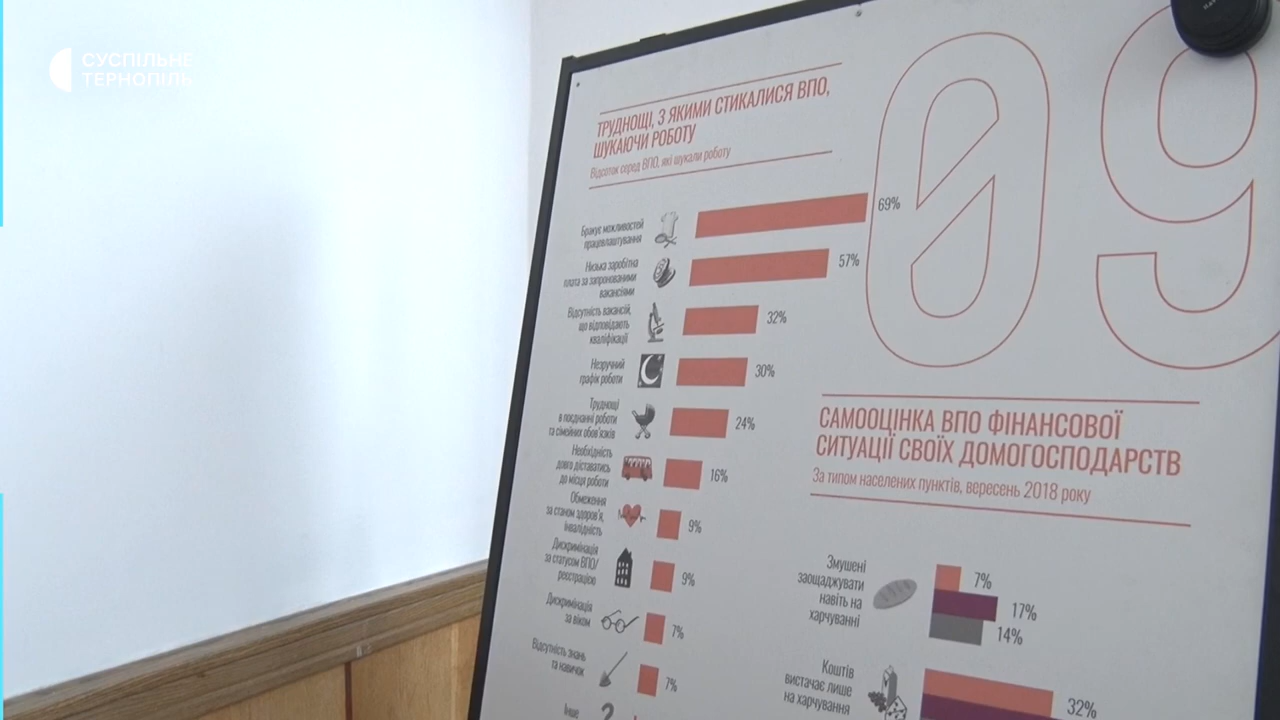 СУСПІЛЬНЕ
ТЕРНОПІЛЬ
ТРУДНОЩІ, З ЯКИМИ СТИКАЛИСЯ ВПО,
ШУКАЮЧИ РОБОТУ
Відсоток серед ВПО, які шукали роботу
Бракує можливостей
працевлаштування
69%
Низька заробітна
плата за запропонованими
вакансіями
57%
Відсутність вакансій,
що відповідають
кваліфікації
32%
Незручний
графік роботи
30%
Труднощі
в поєднанні роботи
та сімейних обов'язків
24%
Необхідність
довго діставатись
до місця роботи
16%
Обмеження
за станом здоров'я,
інвалідність
9%
Дискримінація
за статусом ВПО/
реєстрацією
9%
Дискримінація
за віком
7%
Відсутність знань
та навичок
7%
Інше
?
09
САМООЦІНКА ВПО ФІНАНСОВОЇ
СИТУАЦІЇ СВОЇХ ДОМОГОСПОДАРСТВ
За типом населених пунктів, вересень 2018 року
Змушені
заощаджувати
навіть на
харчуванні
7%
17%
14%
Коштів
вистачає лише
на харчування
32%